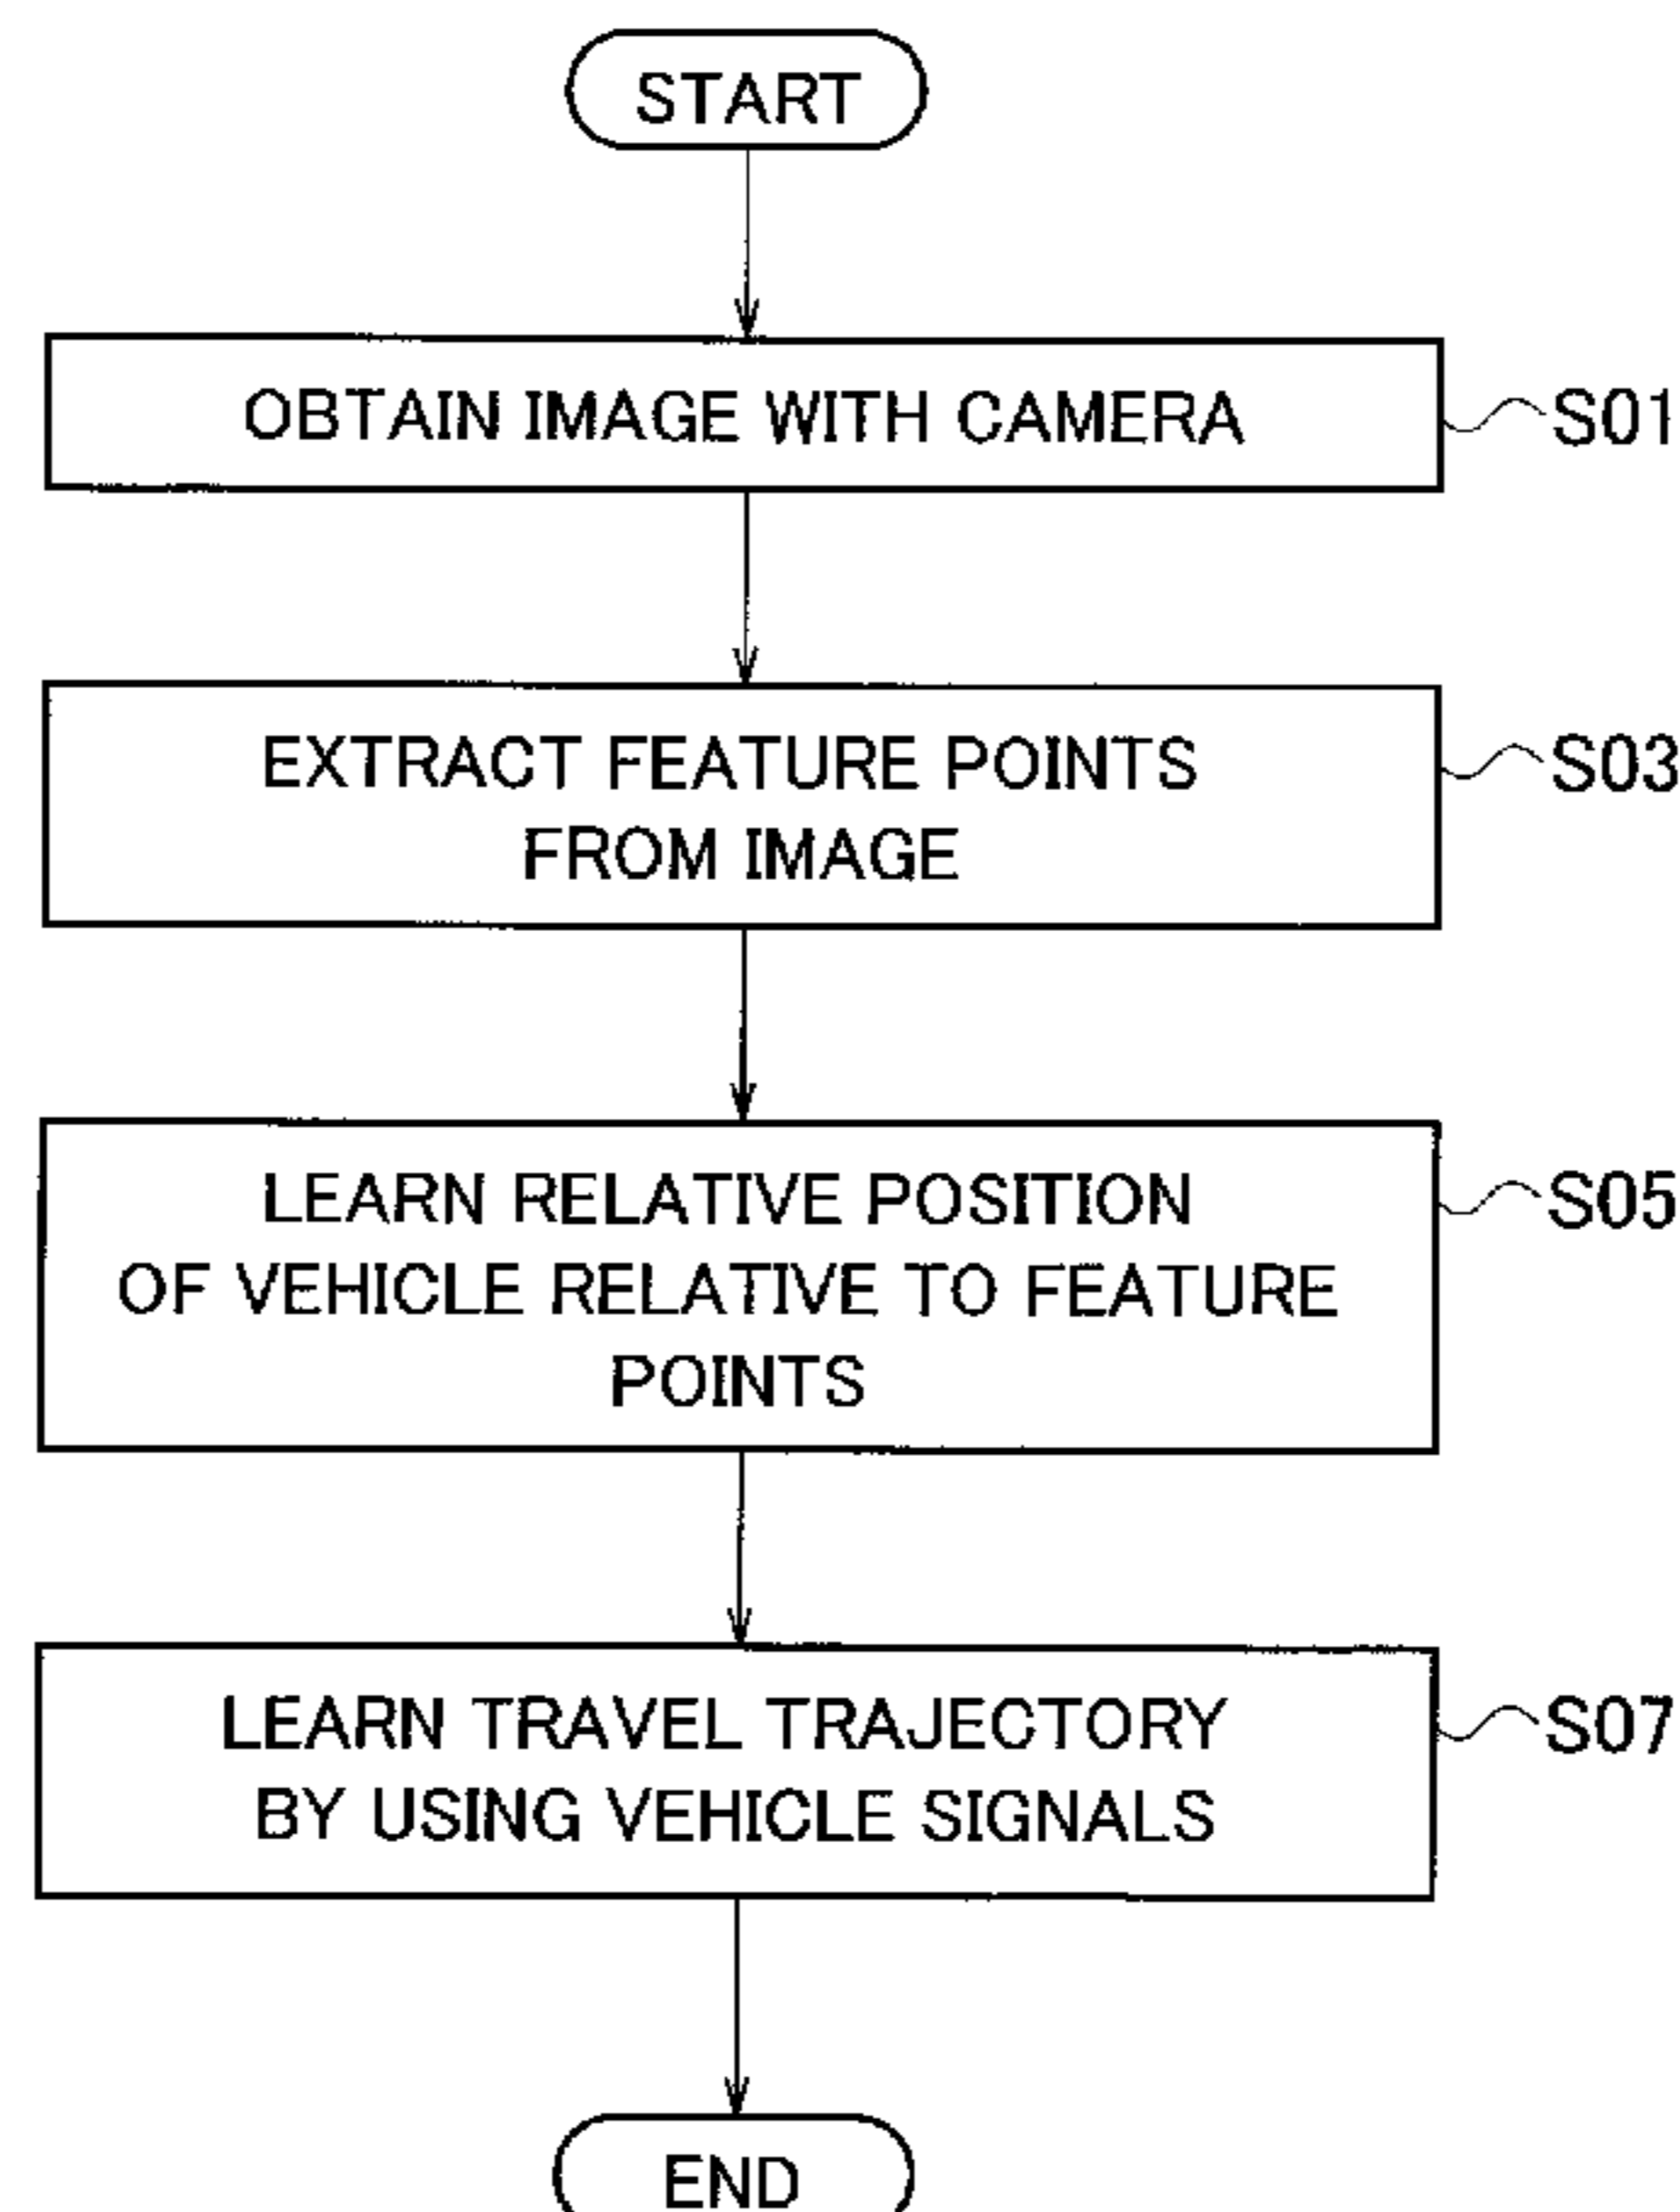 START
OBTAIN IMAGE WITH CAMERA
S01
EXTRACT FEATURE POINTS
FROM IMAGE
S03
LEARN RELATIVE POSITION
OF VEHICLE RELATIVE TO FEATURE
POINTS
S05
LEARN TRAVEL TRAJECTORY
BY USING VEHICLE SIGNALS
S07
END